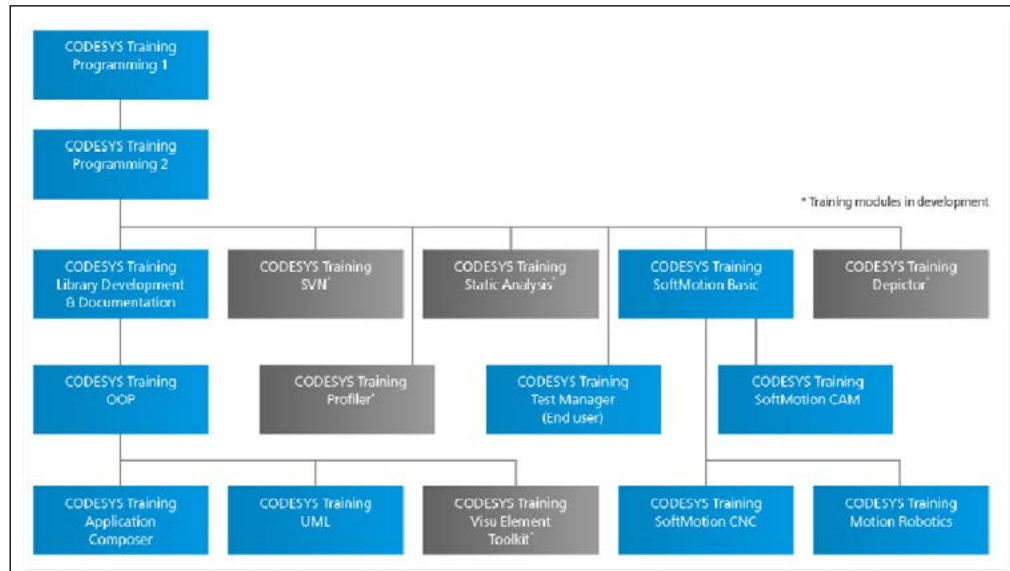 CODESYS Training
Programming 1
CODESYS Training
Programming 2
* Training modules in development
CODESYS Training
Library Development
& Documentation
CODESYS Training
SVN*
CODESYS Training
Static Analysis*
CODESYS Training
SoftMotion Basic
CODESYS Training
Depictor*
CODESYS Training
OOP
CODESYS Training
Profiler*
CODESYS Training
Test Manager
(End user)
CODESYS Training
SoftMotion CAM
CODESYS Training
Application
Composer
CODESYS Training
UML
CODESYS Training
Visu Element
Toolkit*
CODESYS Training
SoftMotion CNC
CODESYS Training
Motion Robotics